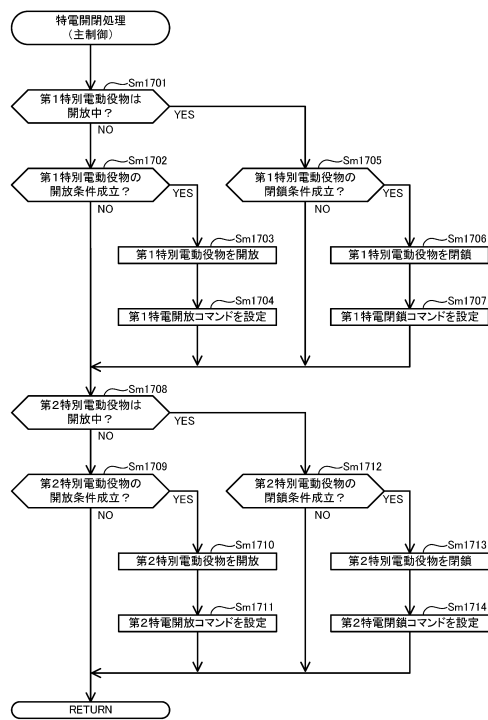 特電開閉処理
(主制御)
Sm1701
第1特別電動役物は
開放中?
YES
NO
Sm1702
第1特別電動役物の
開放条件成立?
YES
NO
Sm1705
第1特別電動役物の
閉鎖条件成立?
YES
NO
Sm1703
第1特別電動役物を開放
Sm1706
第1特別電動役物を閉鎖
Sm1704
第1特電開放コマンドを設定
Sm1707
第1特電閉鎖コマンドを設定
Sm1708
第2特別電動役物は
開放中?
YES
NO
Sm1709
第2特別電動役物の
開放条件成立?
YES
NO
Sm1712
第2特別電動役物の
閉鎖条件成立?
YES
NO
Sm1710
第2特別電動役物を開放
Sm1713
第2特別電動役物を閉鎖
Sm1711
第2特電開放コマンドを設定
Sm1714
第2特電閉鎖コマンドを設定
RETURN